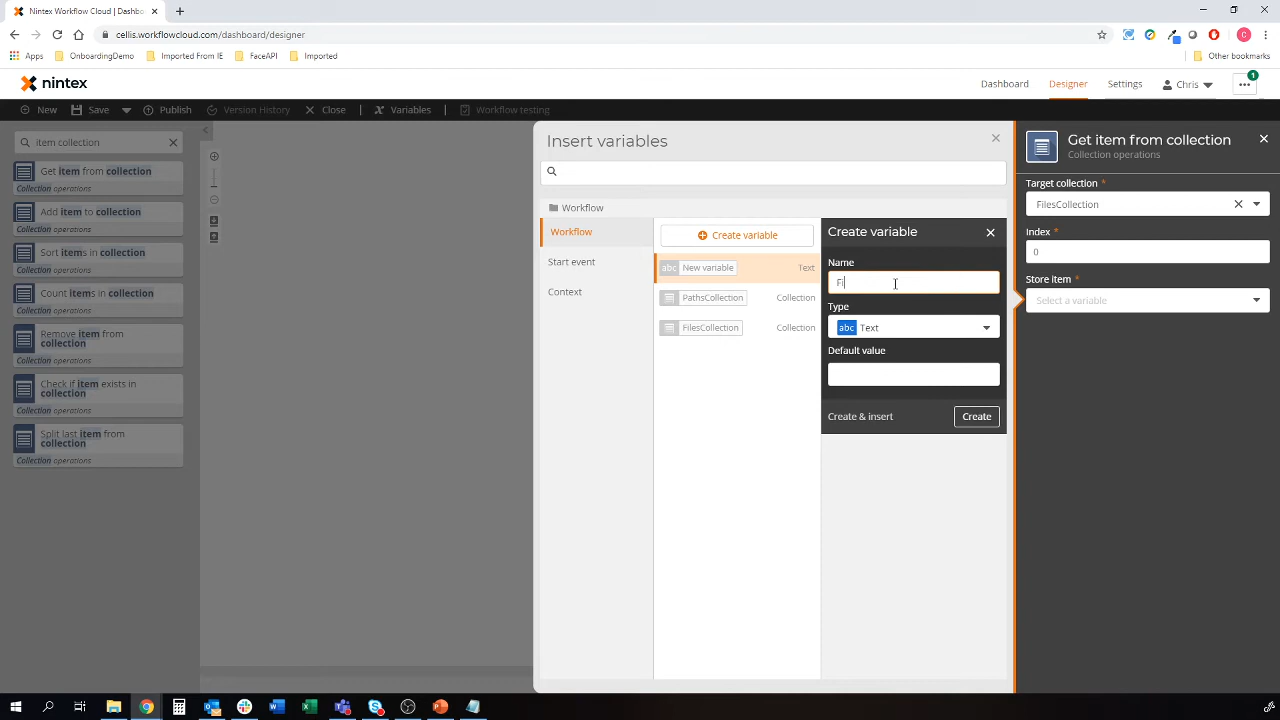 Nintex Workflow Cloud | Dashbo
cellis.workflowcloud.com/dashboard/designer
Apps OnboardingDemo Imported From IE FaceAPI Imported Other bookmarks
nintex Dashboard Designer Settings Chris 1
New Save Publish Version History Close Variables Workflow testing
item collection
Get item from collection
Collection operations
Add item to collection
Collection operations
Sort items in collection
Collection operations
Count items in collection
Collection operations
Remove item from
collection
Collection operations
Check if item exists in
collection
Collection operations
Split last item from
collection
Collection operations
Insert variables
Workflow
Workflow
Start event
Context
Create variable
abc New variable Text
PathsCollection Collection
FilesCollection Collection
Create variable
Name
Fi
Type
abc Text
Default value
Create & insert Create
Get item from collection
Collection operations
Target collection *
FilesCollection
Index *
0
Store item *
Select a variable